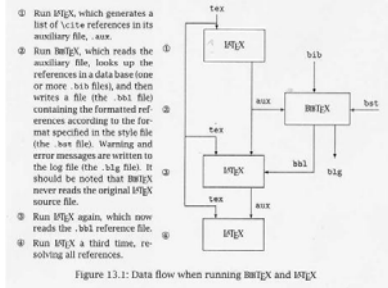 ① Run LATEX, which generates a
list of \cite references in its
auxiliary file, .aux.
② Run BIBTEX, which reads the
auxiliary file, looks up the
references in a data base (one
or more .bib files), and then
writes a file (the .bbl file)
containing the formatted ref-
erences according to the for-
mat specified in the style file
(the .bst file). Warning and
error messages are written to
the log file (the .blg file). It
should be noted that BIBTEX
never reads the original LATEX
source file.
③ Run LATEX again, which now
reads the .bbl reference file.
④ Run LATEX a third time, re-
solving all references.
tex
① LATEX
bib
aux
② BIBTEX
bst
tex
bbl
blg
③ LATEX
tex
aux
④ LATEX
Figure 13.1: Data flow when running BIBTEX and LATEX